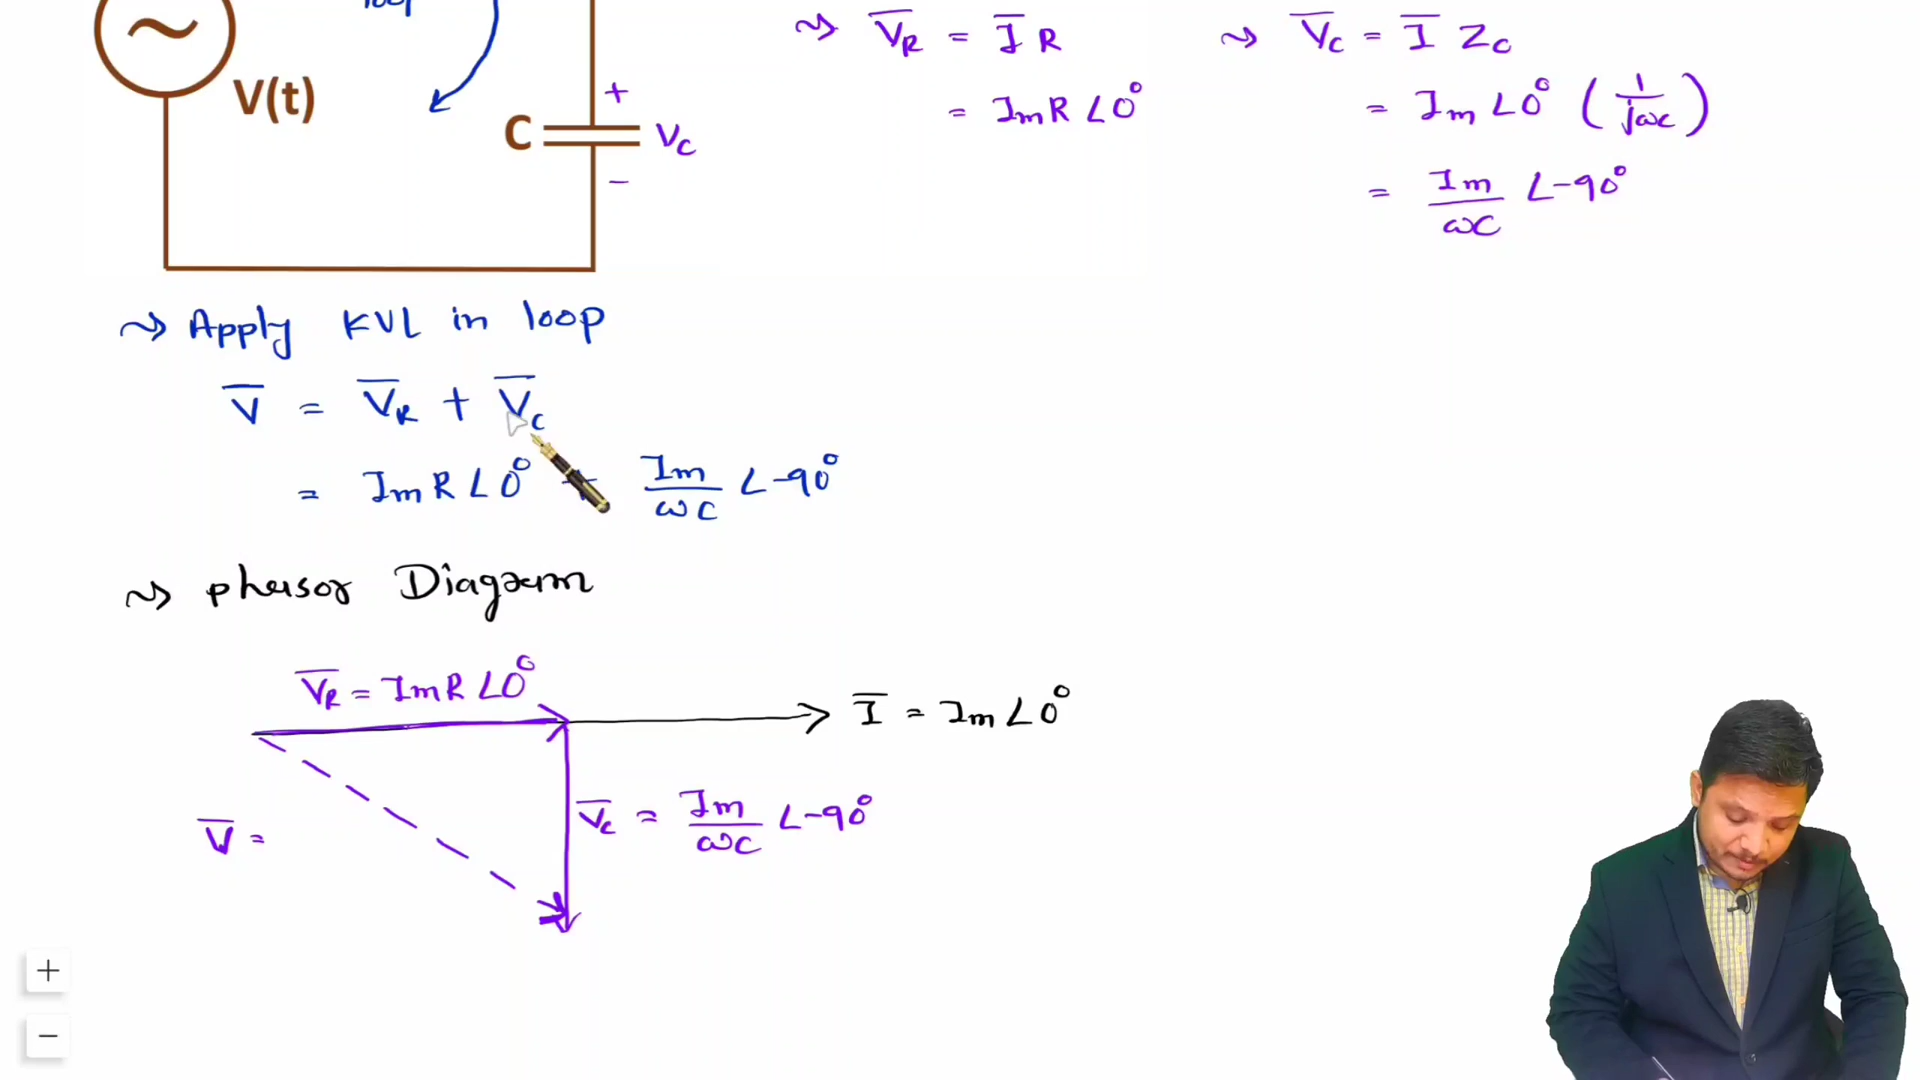 loop
V(t)
C
+
Vc
−
⇝ V̅R = I̅ R
= ImR∠0°
⇝ V̅c = I̅ Zc
= Im∠0° (1/jωc)
= Im/ωC ∠-90°
⇝ Apply KVL in loop
V̅ = V̅R + V̅c
= ImR∠0° + Im/ωC ∠-90°
⇝ phasor Diagram
V̅R = ImR∠0°
I̅ = Im∠0°
V̅c = Im/ωC ∠-90°
V̅ =
+
−